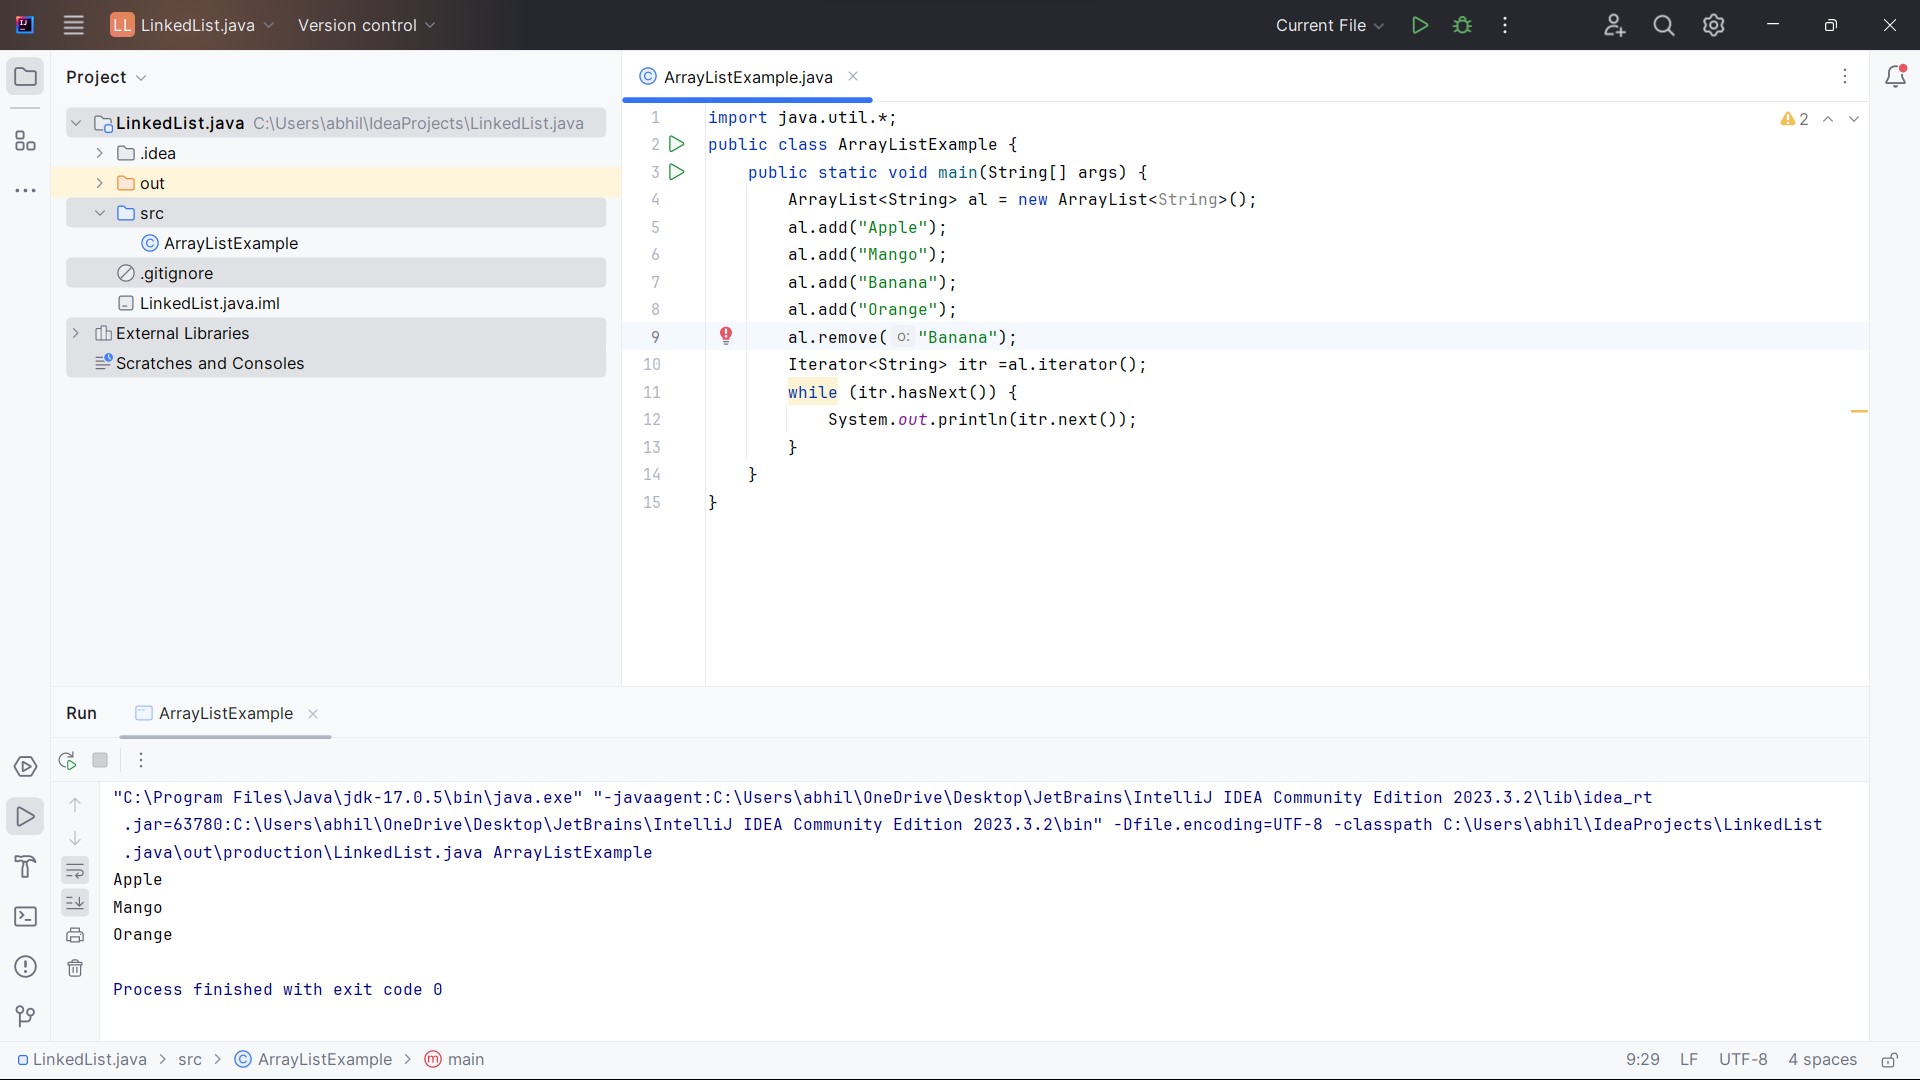 LL LinkedList.java Version control Current File
Project
LinkedList.java C:\Users\abhil\IdeaProjects\LinkedList.java
.idea
out
src
ArrayListExample
.gitignore
LinkedList.java.iml
External Libraries
Scratches and Consoles
ArrayListExample.java
2
1 import java.util.*;
2 public class ArrayListExample {
3 public static void main(String[] args) {
4 ArrayList<String> al = new ArrayList<String>();
5 al.add("Apple");
6 al.add("Mango");
7 al.add("Banana");
8 al.add("Orange");
9 al.remove( o: "Banana");
10 Iterator<String> itr =al.iterator();
11 while (itr.hasNext()) {
12 System.out.println(itr.next());
13 }
14 }
15 }
Run ArrayListExample
"C:\Program Files\Java\jdk-17.0.5\bin\java.exe" "-javaagent:C:\Users\abhil\OneDrive\Desktop\JetBrains\IntelliJ IDEA Community Edition 2023.3.2\lib\idea_rt
.jar=63780:C:\Users\abhil\OneDrive\Desktop\JetBrains\IntelliJ IDEA Community Edition 2023.3.2\bin" -Dfile.encoding=UTF-8 -classpath C:\Users\abhil\IdeaProjects\LinkedList
.java\out\production\LinkedList.java ArrayListExample
Apple
Mango
Orange
Process finished with exit code 0
LinkedList.java > src > ArrayListExample > main 9:29 LF UTF-8 4 spaces